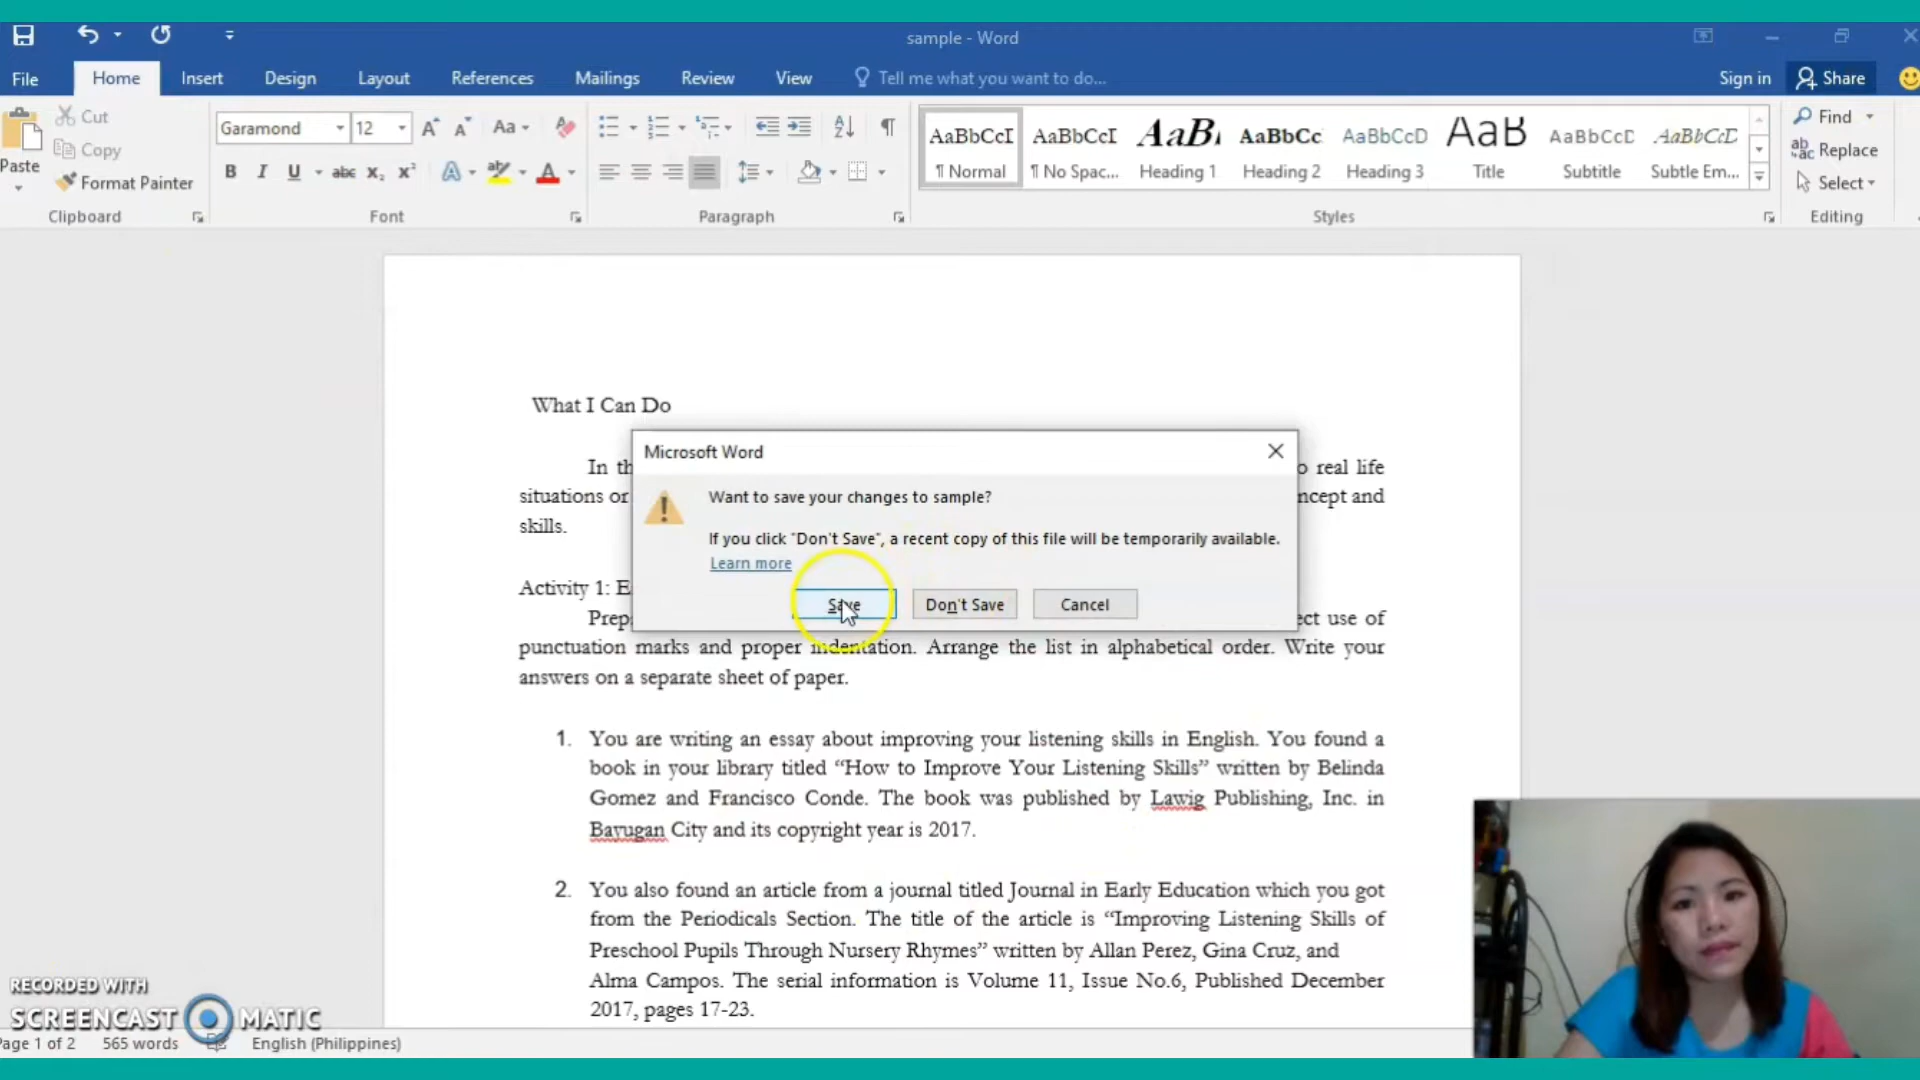 sample - Word
File Home Insert Design Layout References Mailings Review View Tell me what you want to do... Sign in Share
Paste
Cut
Copy
Format Painter
Clipboard
Garamond 12 Aa
B I U abc X₂ X² A aby A
Font
Paragraph
AaBbCcI AaBbCcI AaBbCc AaBbCcD AaB AaBbCcD AaBbCcD
¶ Normal ¶ No Spac... Heading 1 Heading 2 Heading 3 Title Subtitle Subtle Em...
Styles
Find
Replace
Select
Editing
What I Can Do
In th
o real life
situations or
ncept and
skills.
Activity 1: E
Prep
ect use of
punctuation marks and proper indentation. Arrange the list in alphabetical order. Write your
answers on a separate sheet of paper.
Microsoft Word
Want to save your changes to sample?
If you click "Don't Save", a recent copy of this file will be temporarily available.
Learn more
Save Don't Save Cancel
1. You are writing an essay about improving your listening skills in English. You found a
book in your library titled “How to Improve Your Listening Skills” written by Belinda
Gomez and Francisco Conde. The book was published by Lawig Publishing, Inc. in
Bayugan City and its copyright year is 2017.
2. You also found an article from a journal titled Journal in Early Education which you got
from the Periodicals Section. The title of the article is “Improving Listening Skills of
Preschool Pupils Through Nursery Rhymes” written by Allan Perez, Gina Cruz, and
Alma Campos. The serial information is Volume 11, Issue No.6, Published December
2017, pages 17-23.
RECORDED WITH
SCREENCAST MATIC
Page 1 of 2 565 words English (Philippines)